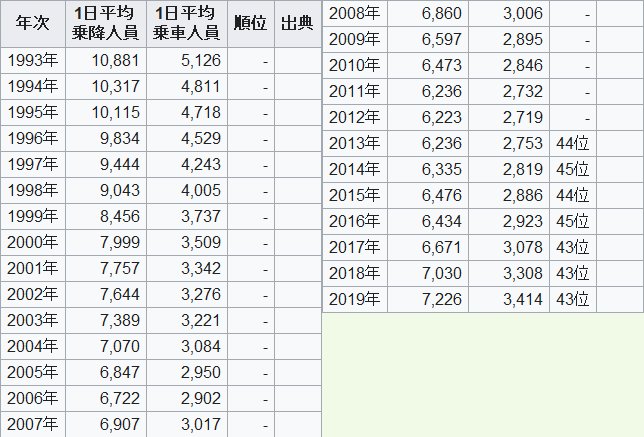 年次 1日平均 乗降人員 1日平均 乗車人員 順位 出典
1993年 10,881 5,126 -
1994年 10,317 4,811 -
1995年 10,115 4,718 -
1996年 9,834 4,529 -
1997年 9,444 4,243 -
1998年 9,043 4,005 -
1999年 8,456 3,737 -
2000年 7,999 3,509 -
2001年 7,757 3,342 -
2002年 7,644 3,276 -
2003年 7,389 3,221 -
2004年 7,070 3,084 -
2005年 6,847 2,950 -
2006年 6,722 2,902 -
2007年 6,907 3,017 -
2008年 6,860 3,006 -
2009年 6,597 2,895 -
2010年 6,473 2,846 -
2011年 6,236 2,732 -
2012年 6,223 2,719 -
2013年 6,236 2,753 44位
2014年 6,335 2,819 45位
2015年 6,476 2,886 44位
2016年 6,434 2,923 45位
2017年 6,671 3,078 43位
2018年 7,030 3,308 43位
2019年 7,226 3,414 43位